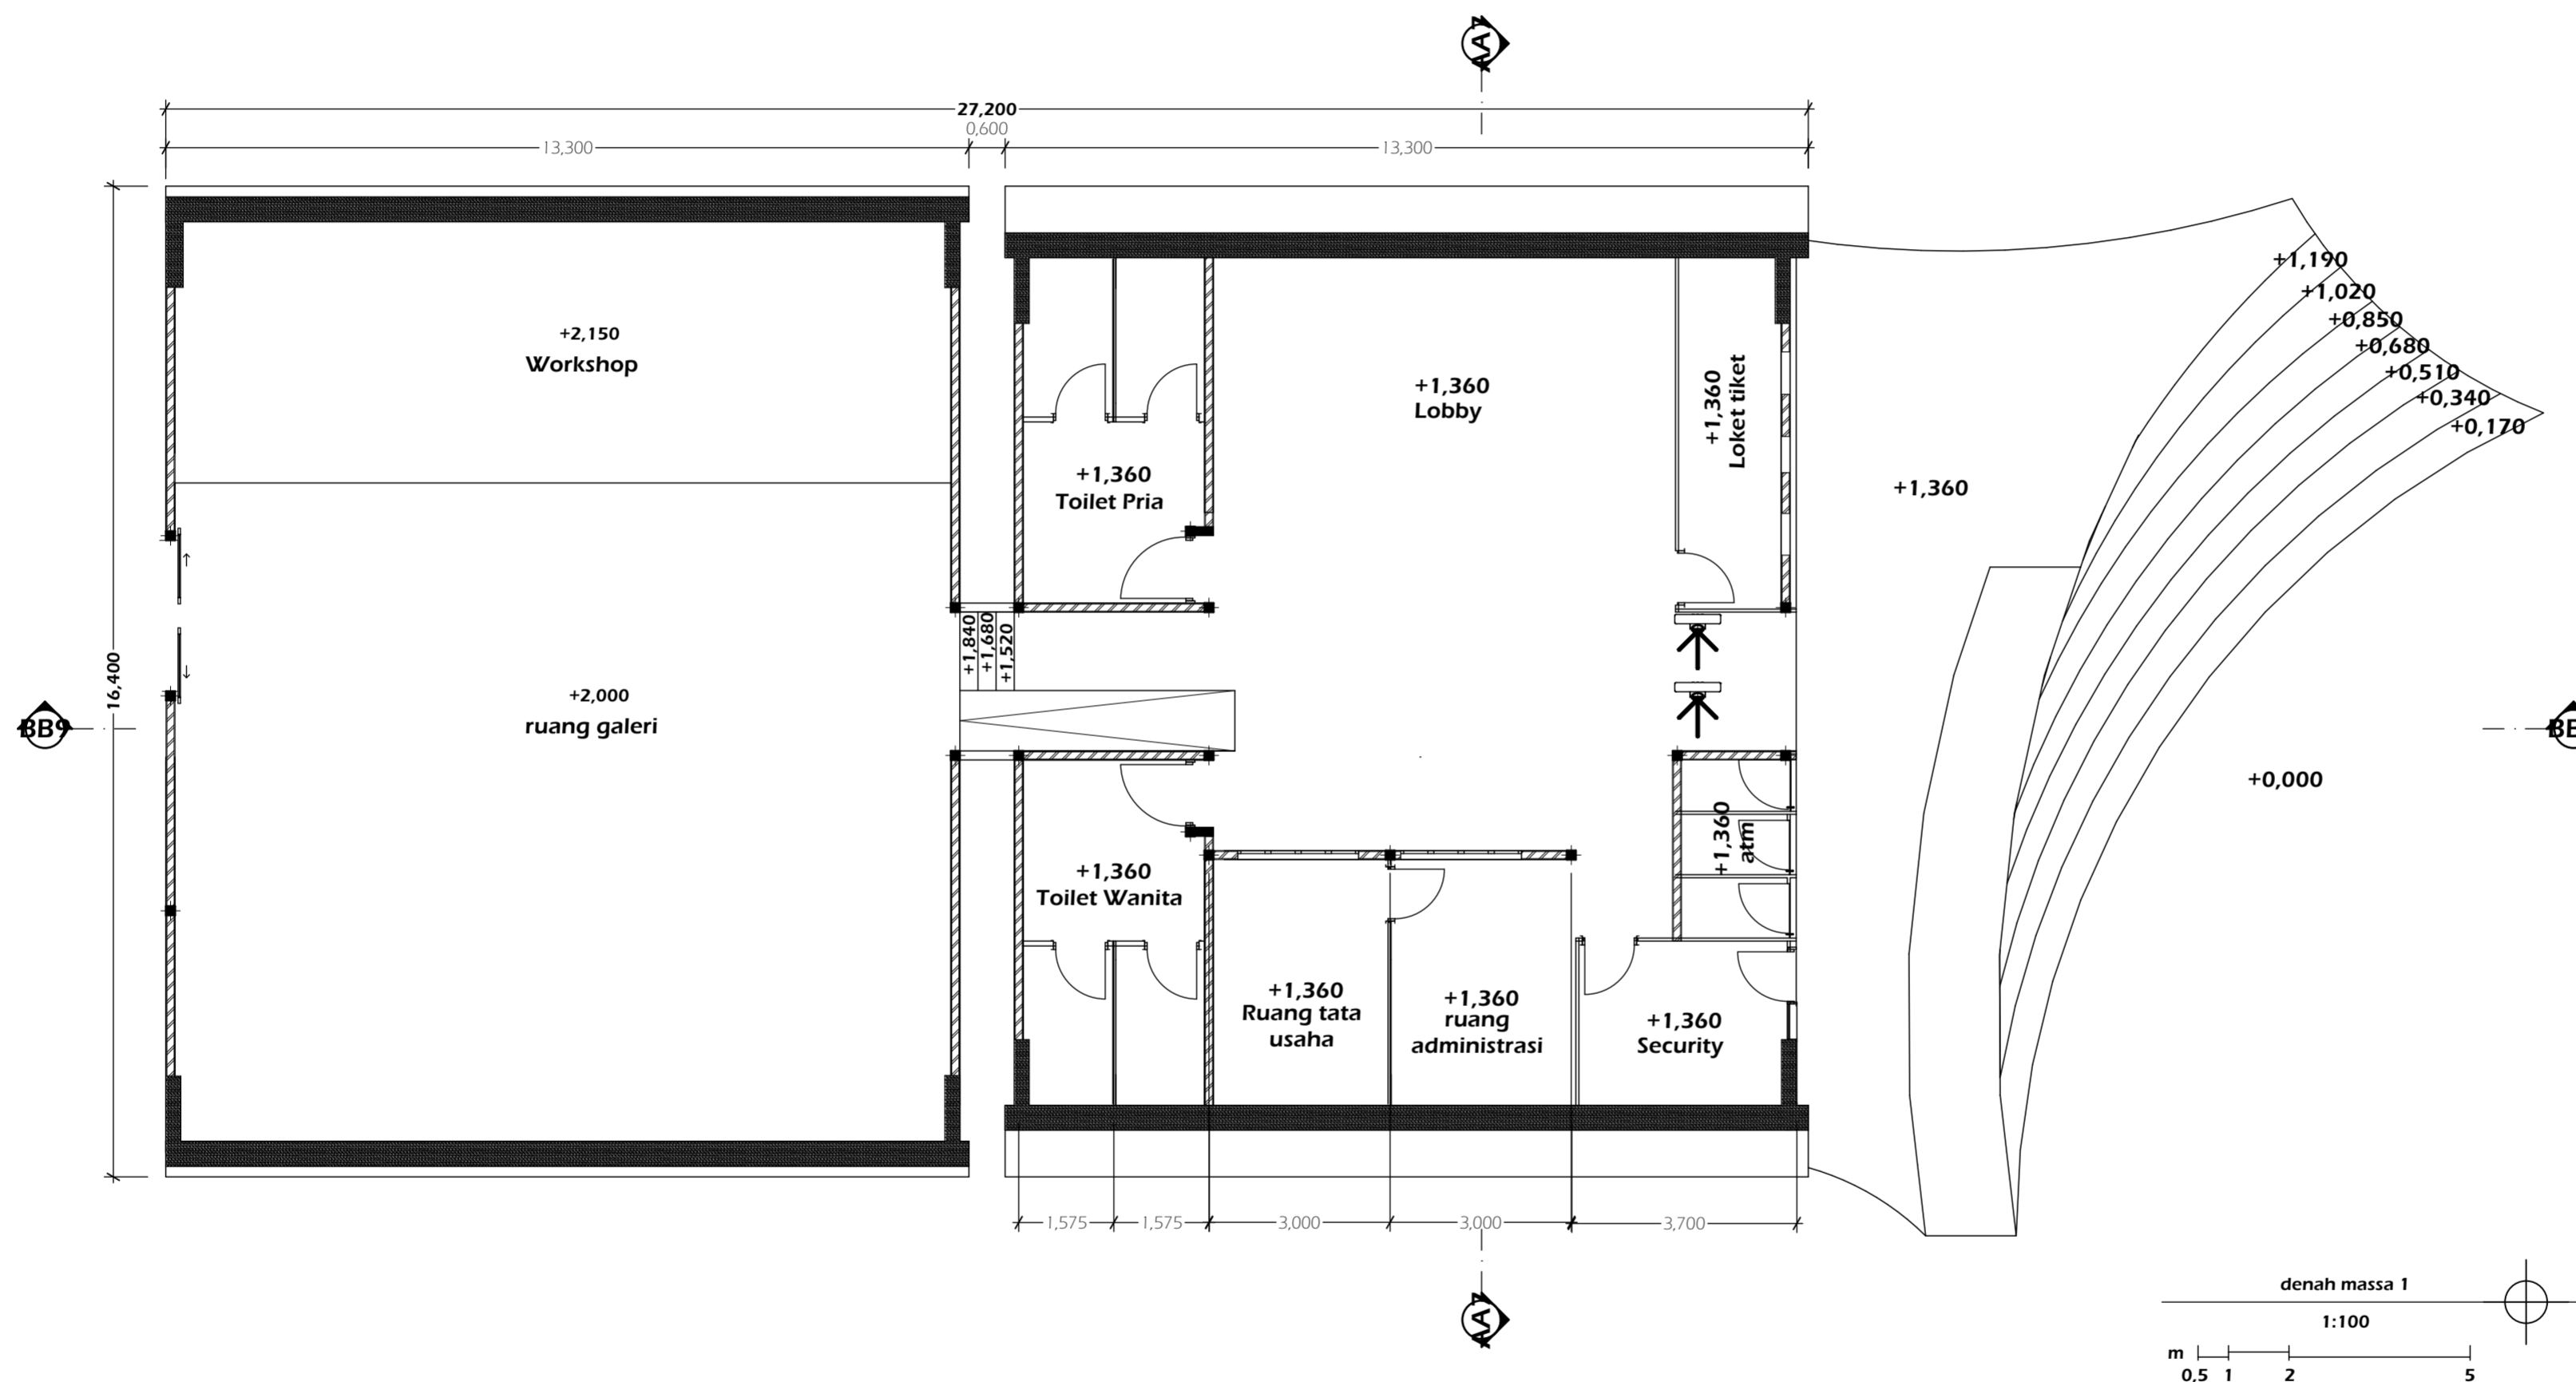 AA7
27,200
0,600
13,300
13,300
+1,190
+1,020
+0,850
+0,680
+0,510
+0,340
+0,170
+2,150
Workshop
+1,360
Lobby
+1,360
Loket tiket
+1,360
Toilet Pria
+1,360
16,400
+1,840
+1,680
+1,520
+2,000
ruang galeri
BB9
+0,000
+1,360
atm
+1,360
Toilet Wanita
+1,360
Ruang tata
usaha
+1,360
ruang
administrasi
+1,360
Security
1,575
1,575
3,000
3,000
3,700
AA7
denah massa 1
1:100
m
0,5
1
2
5